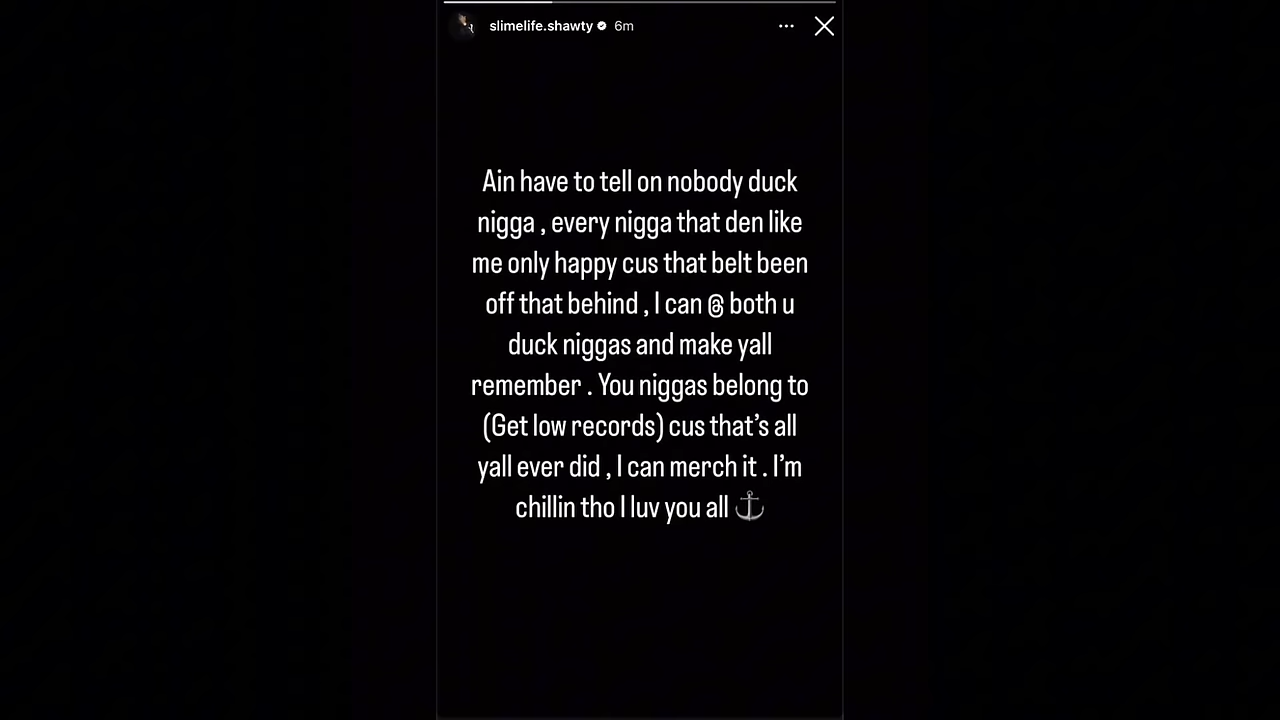 slimelife.shawty 6m
Ain have to tell on nobody duck
nigga , every nigga that den like
me only happy cus that belt been
off that behind , I can @ both u
duck niggas and make yall
remember . You niggas belong to
(Get low records) cus that's all
yall ever did , I can merch it . I'm
chillin tho I luv you all ⚓